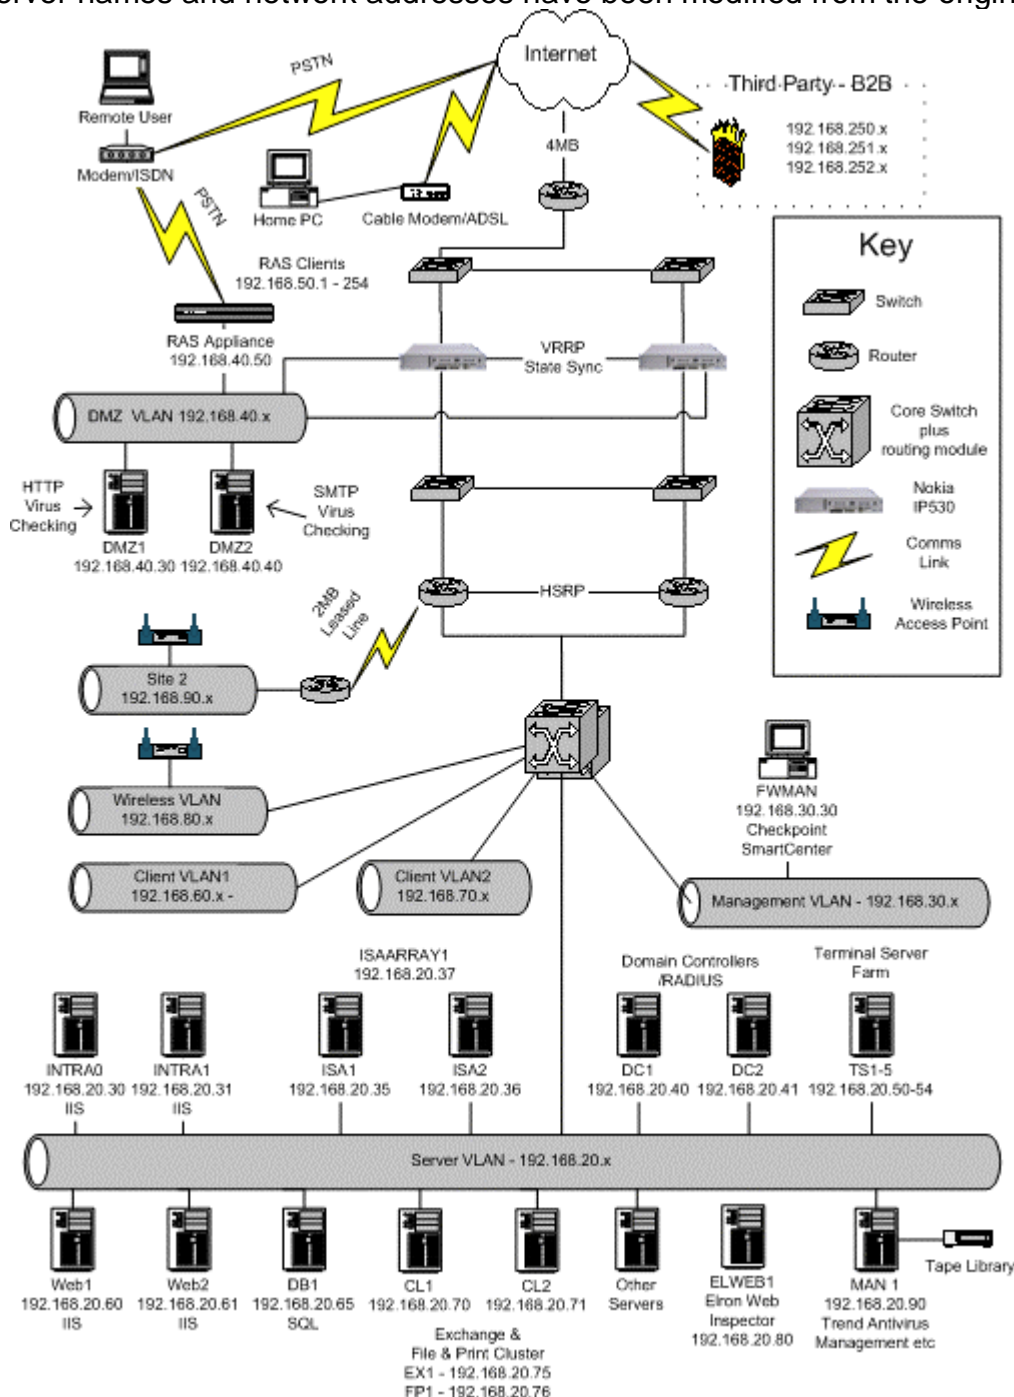 erver names and network addresses have been modified from the origin
Internet
PSTN
Third Party - B2B
192.168.250.x
192.168.251.x
192.168.252.x
Remote User
Modem/ISDN
4MB
PSTN
Home PC
Cable Modem/ADSL
Key
RAS Clients
192.168.50.1 - 254
Switch
RAS Appliance
192.168.40.50
VRRP
State Sync
Router
DMZ VLAN 192.168.40.x
Core Switch
plus
routing module
HTTP
Virus
Checking
SMTP
Virus
Checking
Nokia
IP530
DMZ1
192.168.40.30
DMZ2
192.168.40.40
Comms
Link
2MB
Leased
Line
HSRP
Wireless
Access Point
Site 2
192.168.90.x
Wireless VLAN
192.168.80.x
FWMAN
192.168.30.30
Checkpoint
SmartCenter
Client VLAN1
192.168.60.x -
Client VLAN2
192.168.70.x
Management VLAN - 192.168.30.x
ISAARRAY1
192.168.20.37
Domain Controllers
/RADIUS
Terminal Server
Farm
INTRA0
192.168.20.30
IIS
INTRA1
192.168.20.31
IIS
ISA1
192.168.20.35
ISA2
192.168.20.36
DC1
192.168.20.40
DC2
192.168.20.41
TS1-5
192.168.20.50-54
Server VLAN - 192.168.20.x
Web1
192.168.20.60
IIS
Web2
192.168.20.61
IIS
DB1
192.168.20.65
SQL
CL1
192.168.20.70
CL2
192.168.20.71
Exchange &
File & Print Cluster
EX1 - 192.168.20.75
FP1 - 192.168.20.76
Other
Servers
ELWEB1
Elron Web
Inspector
192.168.20.80
MAN 1
192.168.20.90
Trend Antivirus
Management etc
Tape Library